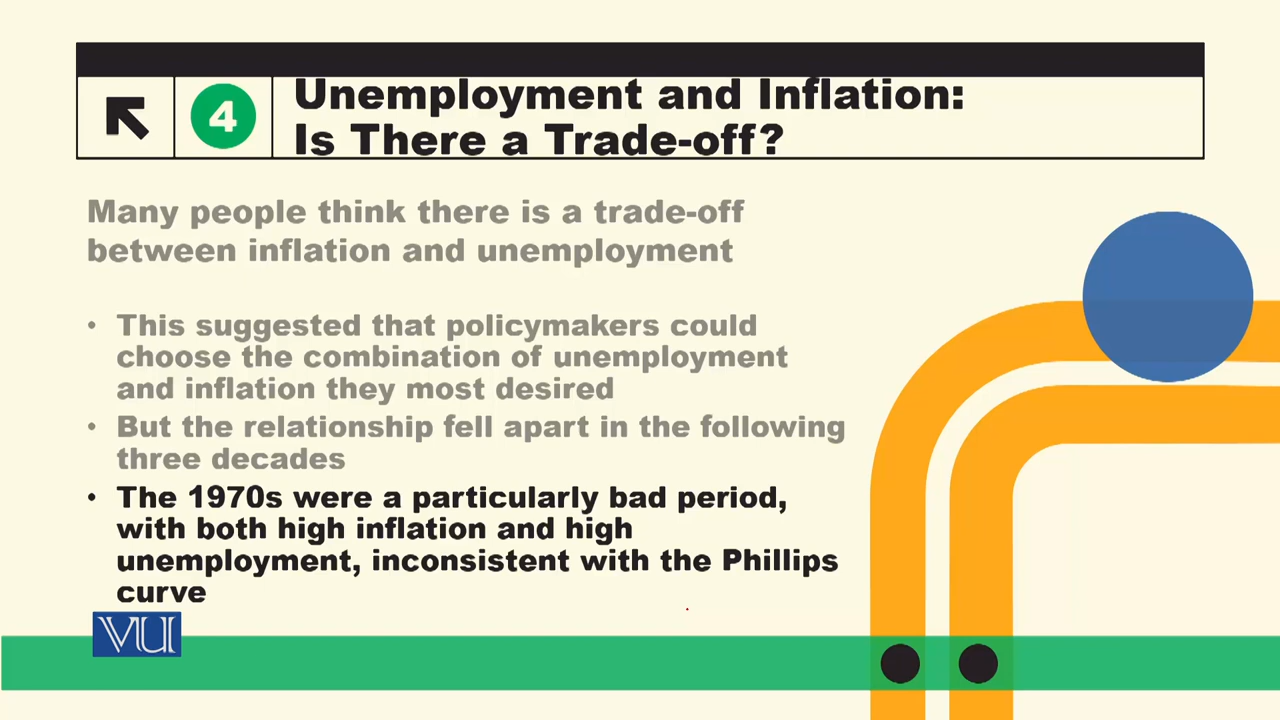 4
Unemployment and Inflation:
Is There a Trade-off?
Many people think there is a trade-off
between inflation and unemployment
• This suggested that policymakers could
choose the combination of unemployment
and inflation they most desired
• But the relationship fell apart in the following
three decades
• The 1970s were a particularly bad period,
with both high inflation and high
unemployment, inconsistent with the Phillips
curve
VU